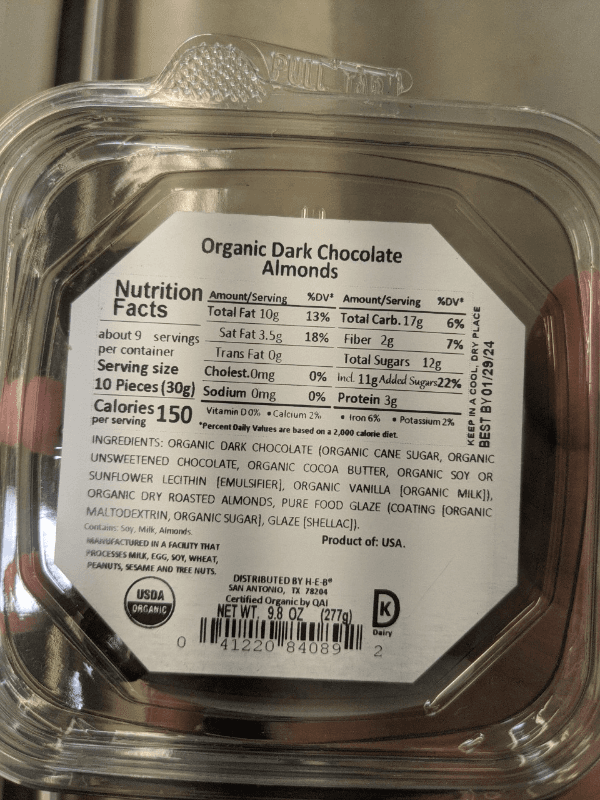 PULL TAB
Organic Dark Chocolate
Almonds
Nutrition
Facts
about 9 servings
per container
Serving size
10 Pieces (30g)
Calories 150
per serving
Amount/Serving %DV*
Total Fat 10g 13%
Sat Fat 3.5g 18%
Trans Fat 0g
Cholest.0mg 0%
Sodium 0mg 0%
Amount/Serving %DV*
Total Carb.17g 6%
Fiber 2g 7%
Total Sugars 12g
incl. 11g Added Sugars22%
Protein 3g
Vitamin D 0% • Calcium 2% • Iron 6% • Potassium 2%
*Percent Daily Values are based on a 2,000 calorie diet.
KEEP IN A COOL, DRY PLACE
BEST BY 01/29/24
INGREDIENTS: ORGANIC DARK CHOCOLATE (ORGANIC CANE SUGAR, ORGANIC
UNSWEETENED CHOCOLATE, ORGANIC COCOA BUTTER, ORGANIC SOY OR
SUNFLOWER LECITHIN [EMULSIFIER], ORGANIC VANILLA [ORGANIC MILK]),
ORGANIC DRY ROASTED ALMONDS, PURE FOOD GLAZE (COATING [ORGANIC
MALTODEXTRIN, ORGANIC SUGAR], GLAZE [SHELLAC]).
Contains: Soy, Milk, Almonds.
MANUFACTURED IN A FACILITY THAT
PROCESSES MILK, EGG, SOY, WHEAT,
PEANUTS, SESAME AND TREE NUTS.
Product of: USA.
DISTRIBUTED BY H-E-B®
SAN ANTONIO, TX 78204
Certified Organic by QAI
NET WT. 9.8 OZ (277g)
USDA
ORGANIC
K
Dairy
0 41220 84089 2